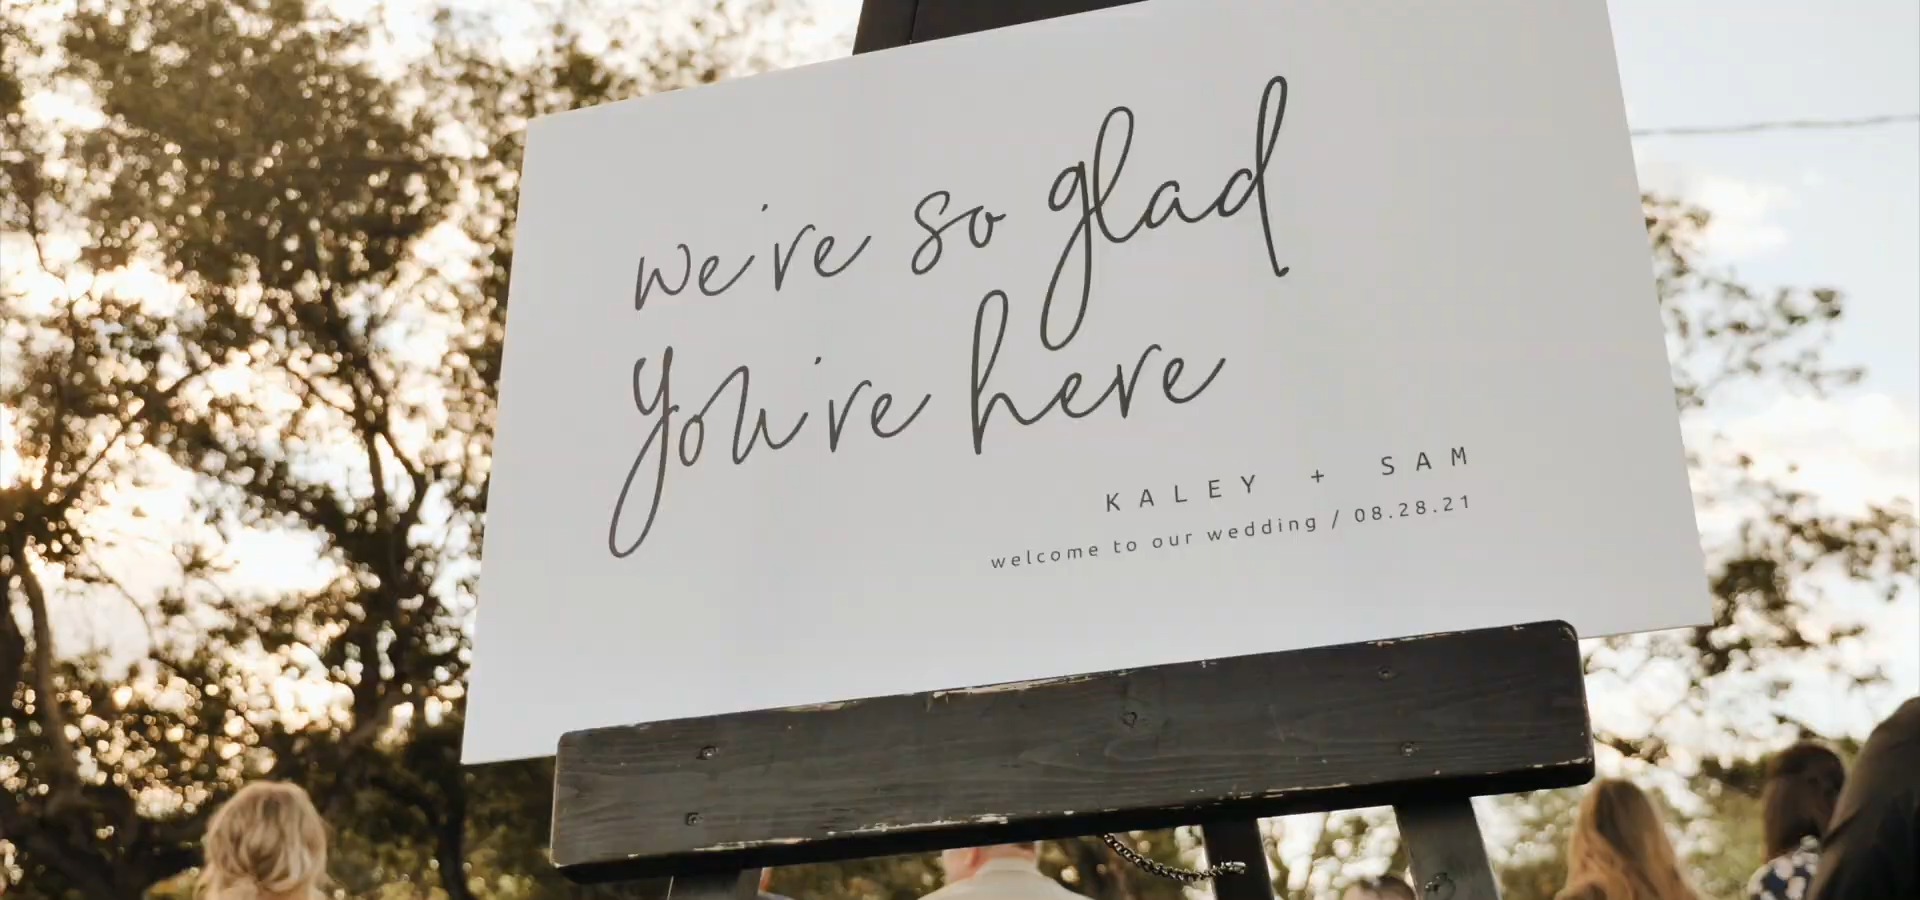 we're so glad
you're here
KALEY + SAM
welcome to our wedding / 08.28.21